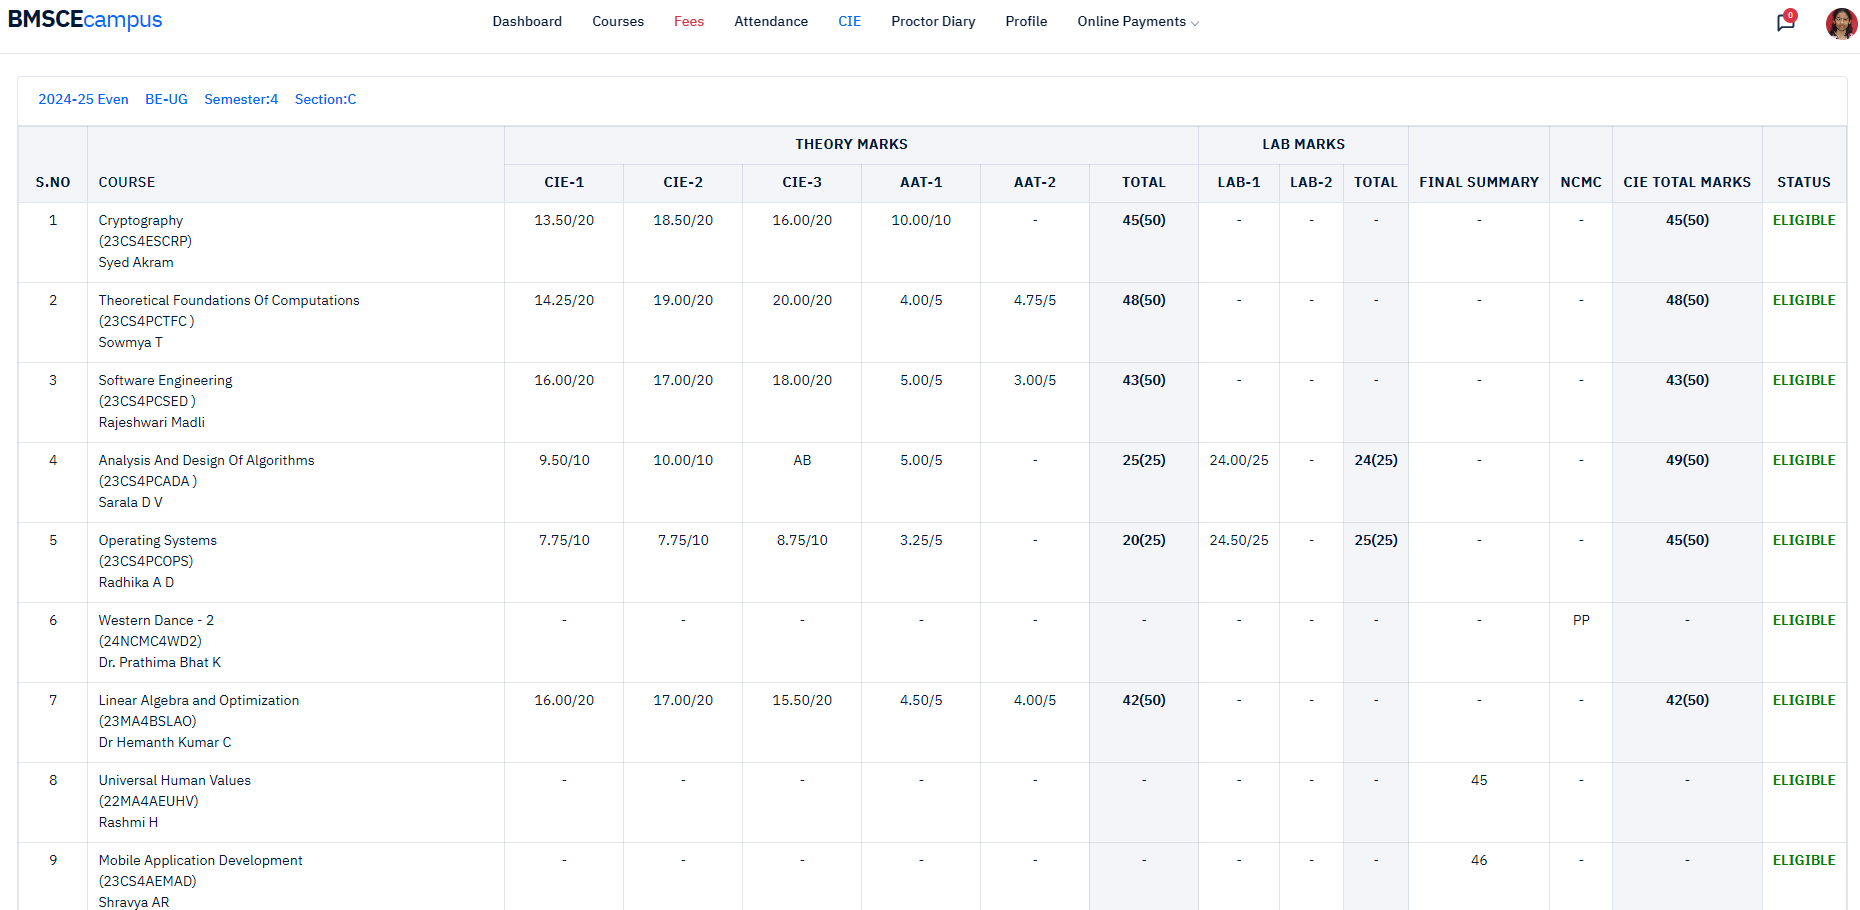 BMSCEcampus
Dashboard Courses Fees Attendance CIE Proctor Diary Profile Online Payments
0
2024-25 Even BE-UG Semester:4 Section:C
THEORY MARKS LAB MARKS
S.NO COURSE CIE-1 CIE-2 CIE-3 AAT-1 AAT-2 TOTAL LAB-1 LAB-2 TOTAL FINAL SUMMARY NCMC CIE TOTAL MARKS STATUS
1 Cryptography 13.50/20 18.50/20 16.00/20 10.00/10 - 45(50) - - - - - 45(50) ELIGIBLE
(23CS4ESCRP)
Syed Akram
2 Theoretical Foundations Of Computations 14.25/20 19.00/20 20.00/20 4.00/5 4.75/5 48(50) - - - - - 48(50) ELIGIBLE
(23CS4PCTFC )
Sowmya T
3 Software Engineering 16.00/20 17.00/20 18.00/20 5.00/5 3.00/5 43(50) - - - - - 43(50) ELIGIBLE
(23CS4PCSED )
Rajeshwari Madli
4 Analysis And Design Of Algorithms 9.50/10 10.00/10 AB 5.00/5 - 25(25) 24.00/25 - 24(25) - - 49(50) ELIGIBLE
(23CS4PCADA )
Sarala D V
5 Operating Systems 7.75/10 7.75/10 8.75/10 3.25/5 - 20(25) 24.50/25 - 25(25) - - 45(50) ELIGIBLE
(23CS4PCOPS)
Radhika A D
6 Western Dance - 2 - - - - - - - - - - PP - ELIGIBLE
(24NCMC4WD2)
Dr. Prathima Bhat K
7 Linear Algebra and Optimization 16.00/20 17.00/20 15.50/20 4.50/5 4.00/5 42(50) - - - - - 42(50) ELIGIBLE
(23MA4BSLAO)
Dr Hemanth Kumar C
8 Universal Human Values - - - - - - - - - 45 - - ELIGIBLE
(22MA4AEUHV)
Rashmi H
9 Mobile Application Development - - - - - - - - - 46 - - ELIGIBLE
(23CS4AEMAD)
Shravya AR